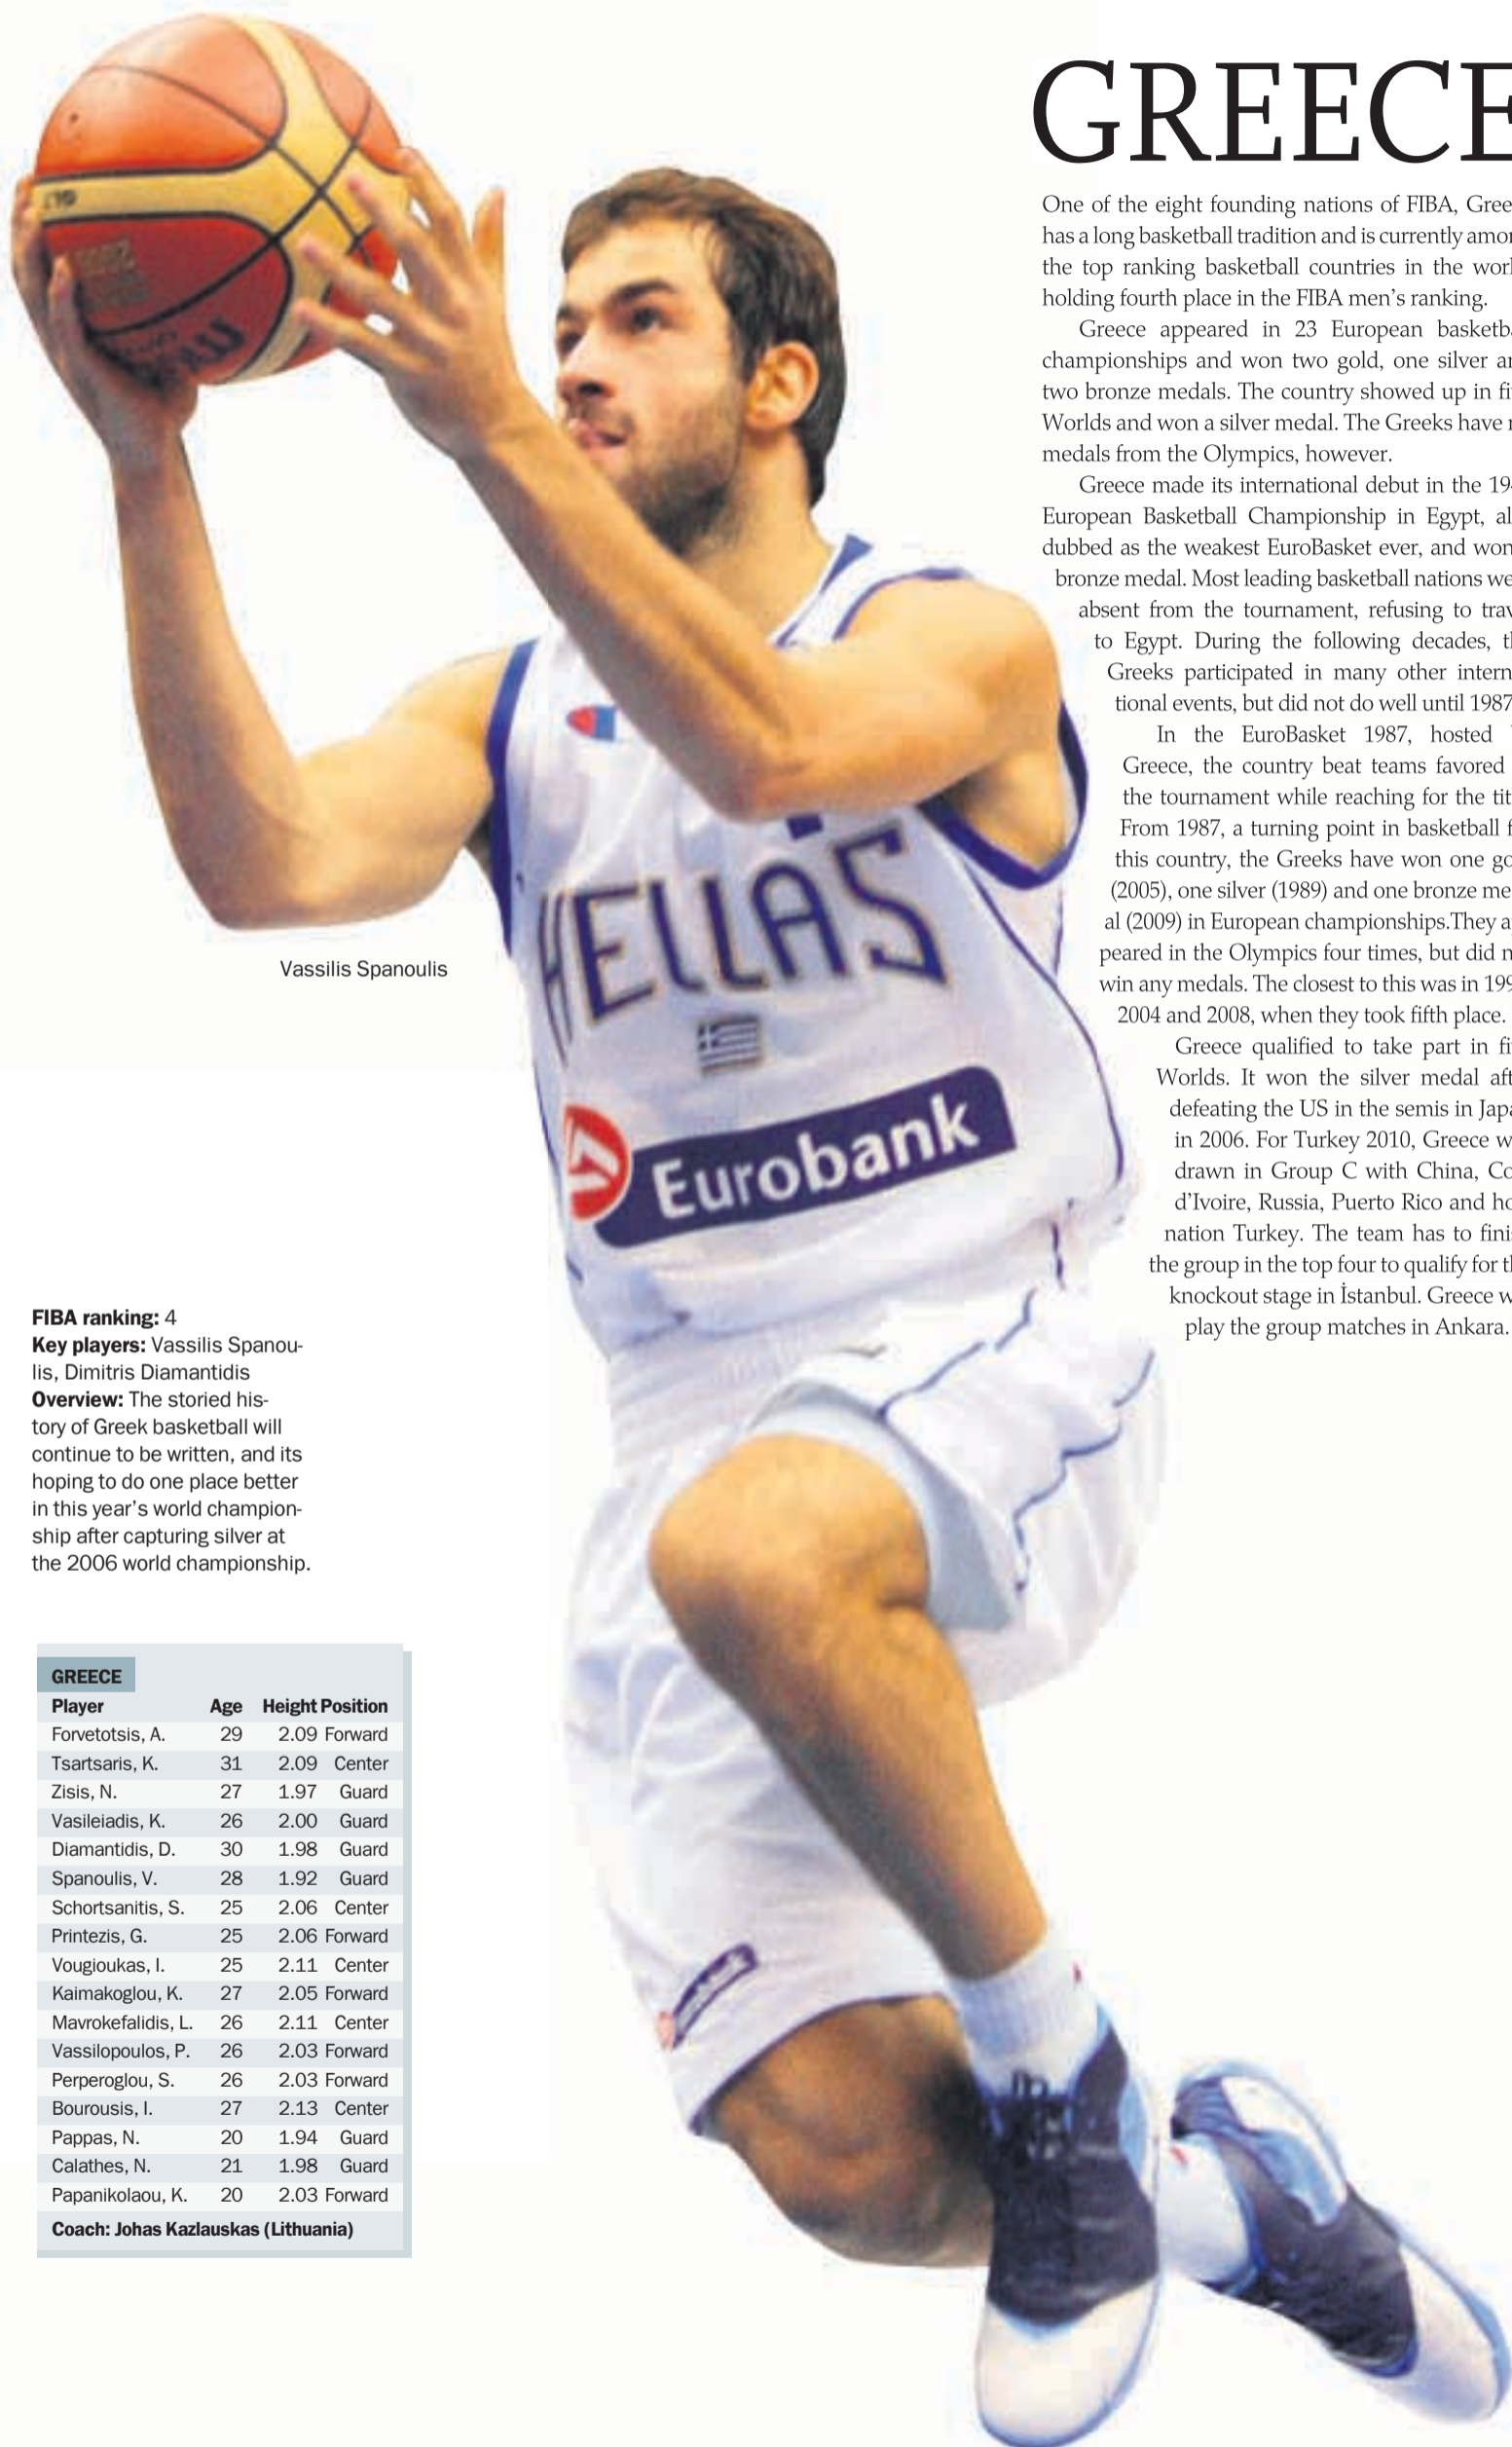 GREECE
One of the eight founding nations of FIBA, Gree
has a long basketball tradition and is currently amon
the top ranking basketball countries in the worl
holding fourth place in the FIBA men's ranking.
Greece appeared in 23 European basketba
championships and won two gold, one silver an
two bronze medals. The country showed up in fi
Worlds and won a silver medal. The Greeks have n
medals from the Olympics, however.
Greece made its international debut in the 194
European Basketball Championship in Egypt, al
dubbed as the weakest EuroBasket ever, and won
bronze medal. Most leading basketball nations we
absent from the tournament, refusing to trav
to Egypt. During the following decades, th
Greeks participated in many other intern
tional events, but did not do well until 1987
In the EuroBasket 1987, hosted
Greece, the country beat teams favored
the tournament while reaching for the tit
From 1987, a turning point in basketball f
this country, the Greeks have won one go
(2005), one silver (1989) and one bronze me
al (2009) in European championships.They a
peared in the Olympics four times, but did n
win any medals. The closest to this was in 199
2004 and 2008, when they took fifth place.
Greece qualified to take part in fi
Worlds. It won the silver medal aft
defeating the US in the semis in Japa
in 2006. For Turkey 2010, Greece w
drawn in Group C with China, Co
d'Ivoire, Russia, Puerto Rico and ho
nation Turkey. The team has to finis
the group in the top four to qualify for th
knockout stage in İstanbul. Greece w
play the group matches in Ankara.
HELLAS
Eurobank
Vassilis Spanoulis
FIBA ranking: 4
Key players: Vassilis Spanou-
lis, Dimitris Diamantidis
Overview: The storied his-
tory of Greek basketball will
continue to be written, and its
hoping to do one place better
in this year's world champion-
ship after capturing silver at
the 2006 world championship.
GREECE
Player Age Height Position
Forvetotsis, A. 29 2.09 Forward
Tsartsaris, K. 31 2.09 Center
Zisis, N. 27 1.97 Guard
Vasileiadis, K. 26 2.00 Guard
Diamantidis, D. 30 1.98 Guard
Spanoulis, V. 28 1.92 Guard
Schortsanitis, S. 25 2.06 Center
Printezis, G. 25 2.06 Forward
Vougioukas, I. 25 2.11 Center
Kaimakoglou, K. 27 2.05 Forward
Mavrokefalidis, L. 26 2.11 Center
Vassilopoulos, P. 26 2.03 Forward
Perperoglou, S. 26 2.03 Forward
Bourousis, I. 27 2.13 Center
Pappas, N. 20 1.94 Guard
Calathes, N. 21 1.98 Guard
Papanikolaou, K. 20 2.03 Forward
Coach: Johas Kazlauskas (Lithuania)